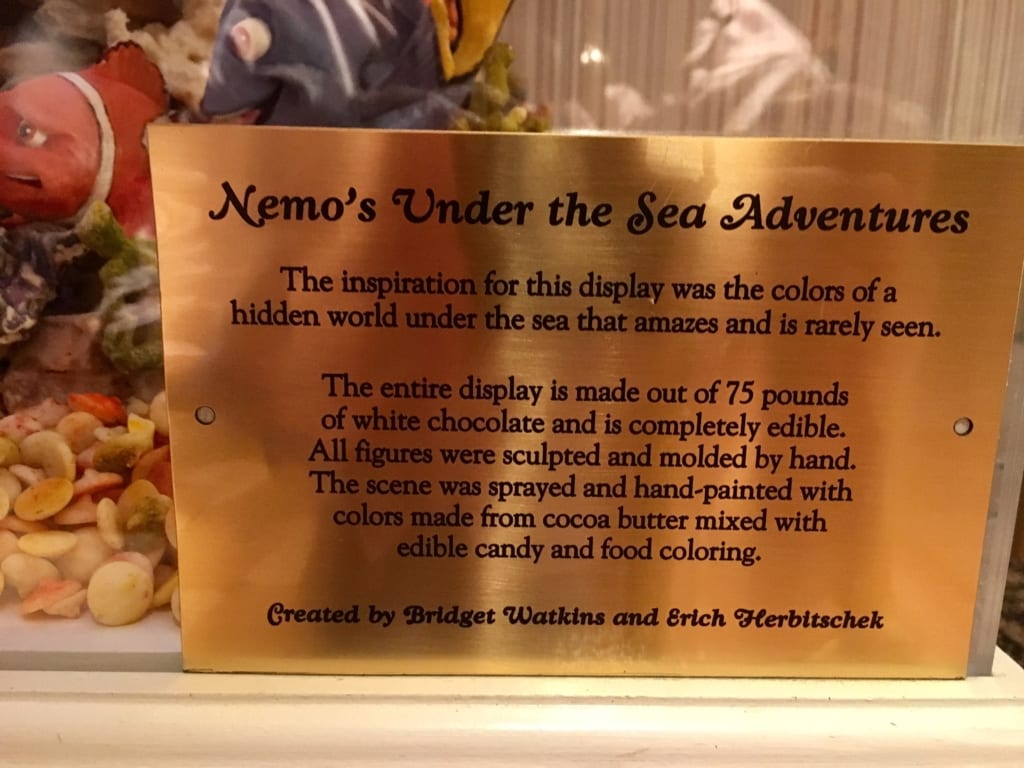 Nemo's Under the Sea Adventures
The inspiration for this display was the colors of a
hidden world under the sea that amazes and is rarely seen.
The entire display is made out of 75 pounds
of white chocolate and is completely edible.
All figures were sculpted and molded by hand.
The scene was sprayed and hand-painted with
colors made from cocoa butter mixed with
edible candy and food coloring.
Created by Bridget Watkins and Erich Herbitschek